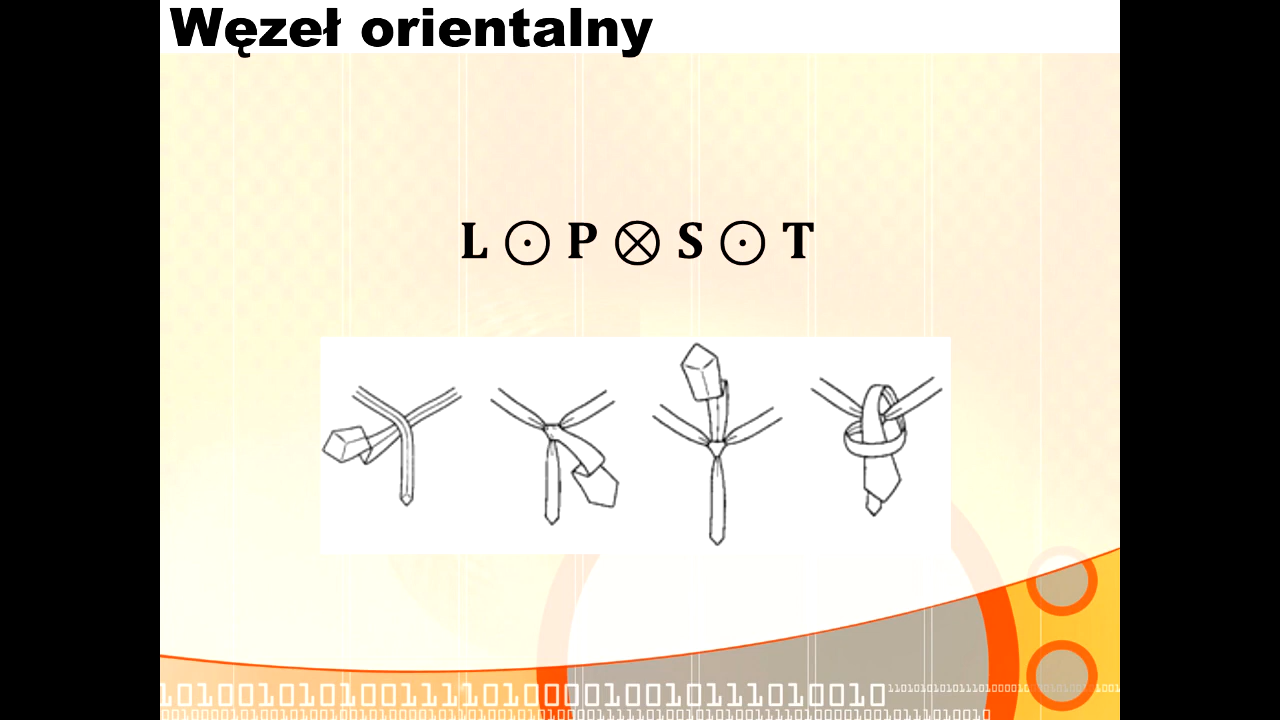 Węzeł orientalny
L ⊙ P ⊗ S ⊙ T